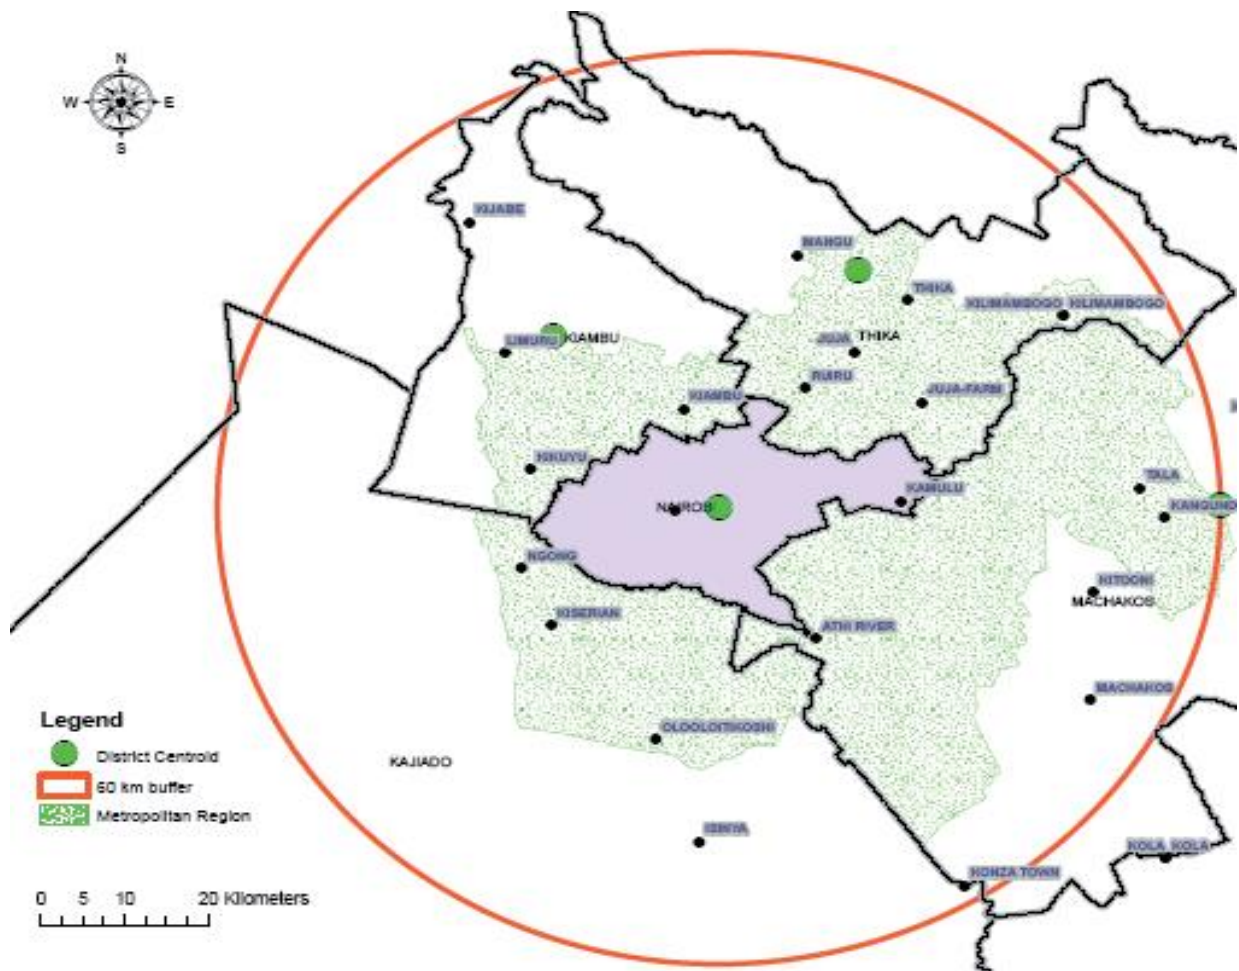 N
W E
S
KIJABE
MANGU
THIKA
KILIMAMBOGO KILIMAMBOGO
LIMURU KIAMBU
JUJA THIKA
RUIRU
JUJA-FARM
KIAMBU
KIKUYU
TALA
KAMULU
NAIROB
NGONG
KISERIAN
MACHAKOS
ATHI RIVER
MACHAKOS
OLOOLOITIKOSHI
KAJIADO
ISINYA
KOLA KOLA
KONZA TOWN
Legend
District Centroid
60 km buffer
Metropolitan Region
0 5 10 20 Kilometers